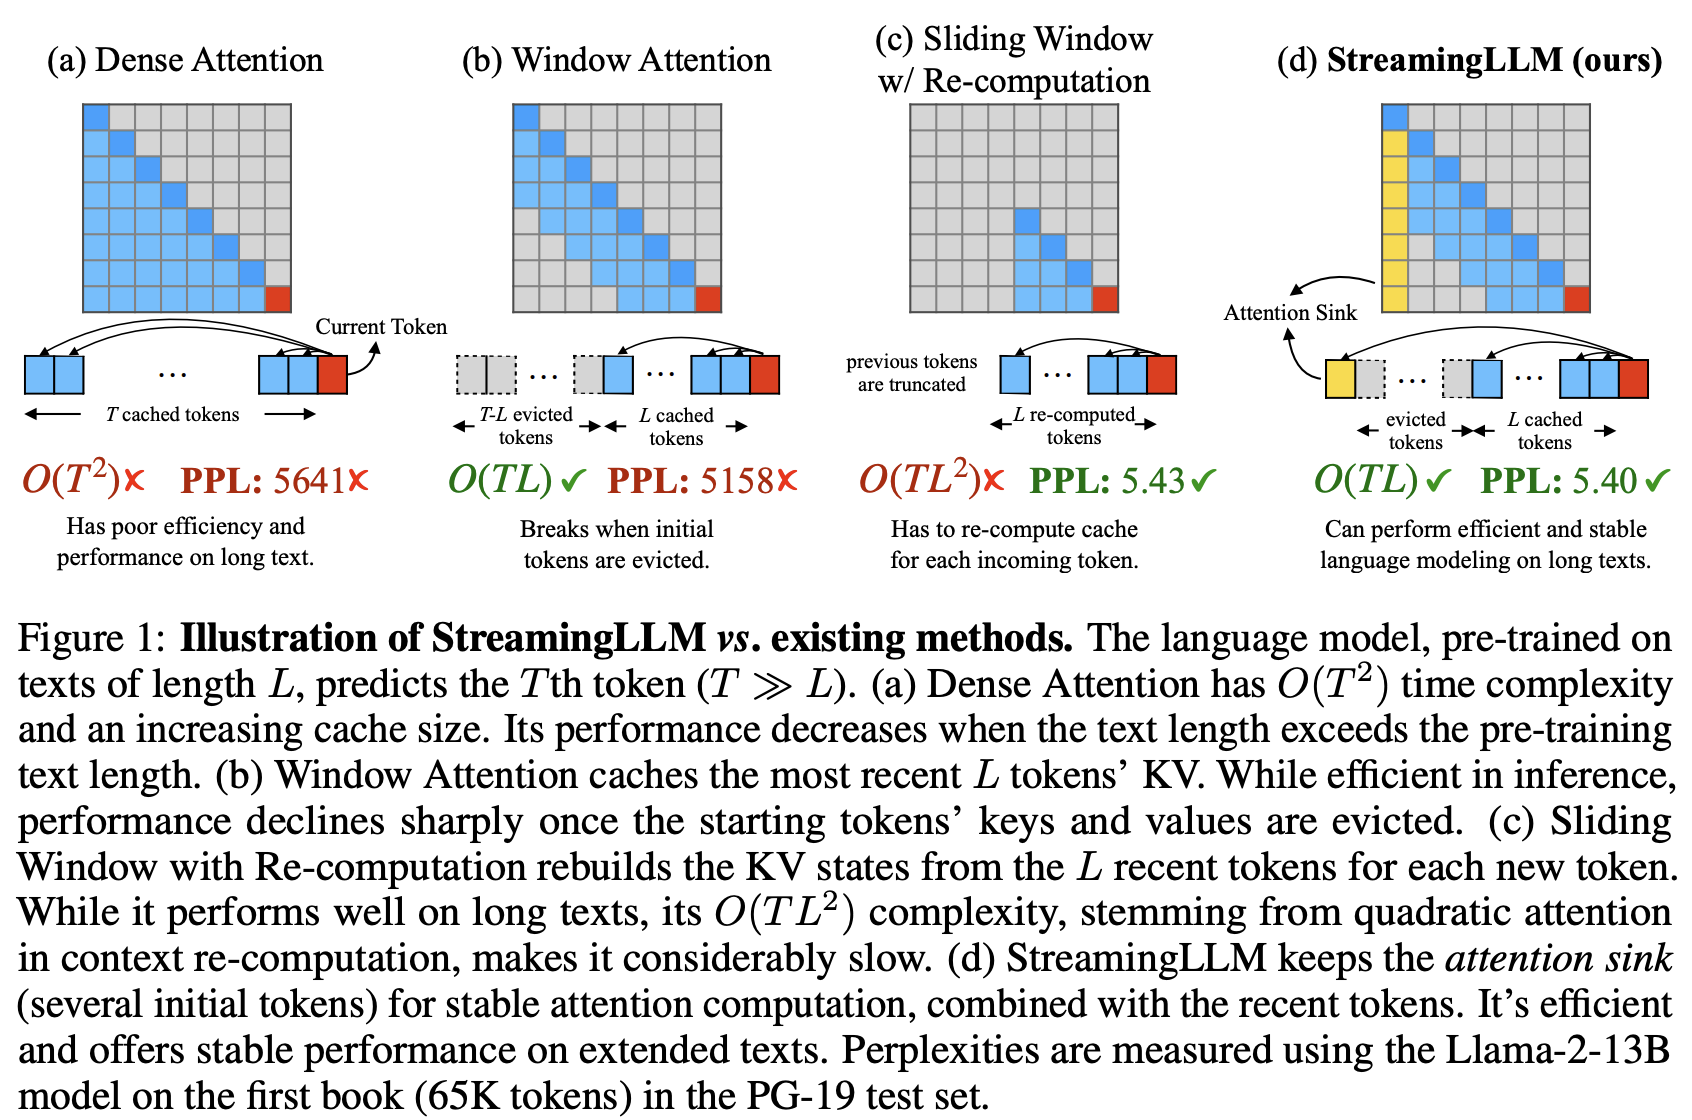 (a) Dense Attention
(b) Window Attention
(c) Sliding Window
w/ Re-computation
(d) StreamingLLM (ours)
Current Token
T cached tokens
O(T²)✗ PPL: 5641✗
Has poor efficiency and
performance on long text.
...
T-L evicted
tokens
...
L cached
tokens
O(TL)✓ PPL: 5158✗
Breaks when initial
tokens are evicted.
previous tokens
are truncated
...
L re-computed
tokens
O(TL²)✗ PPL: 5.43✓
Has to re-compute cache
for each incoming token.
Attention Sink
...
evicted
tokens
...
L cached
tokens
O(TL)✓ PPL: 5.40✓
Can perform efficient and stable
language modeling on long texts.
Figure 1: Illustration of StreamingLLM vs. existing methods. The language model, pre-trained on
texts of length L, predicts the Tth token (T ≫ L). (a) Dense Attention has O(T²) time complexity
and an increasing cache size. Its performance decreases when the text length exceeds the pre-training
text length. (b) Window Attention caches the most recent L tokens' KV. While efficient in inference,
performance declines sharply once the starting tokens' keys and values are evicted. (c) Sliding
Window with Re-computation rebuilds the KV states from the L recent tokens for each new token.
While it performs well on long texts, its O(TL²) complexity, stemming from quadratic attention
in context re-computation, makes it considerably slow. (d) StreamingLLM keeps the attention sink
(several initial tokens) for stable attention computation, combined with the recent tokens. It's efficient
and offers stable performance on extended texts. Perplexities are measured using the Llama-2-13B
model on the first book (65K tokens) in the PG-19 test set.